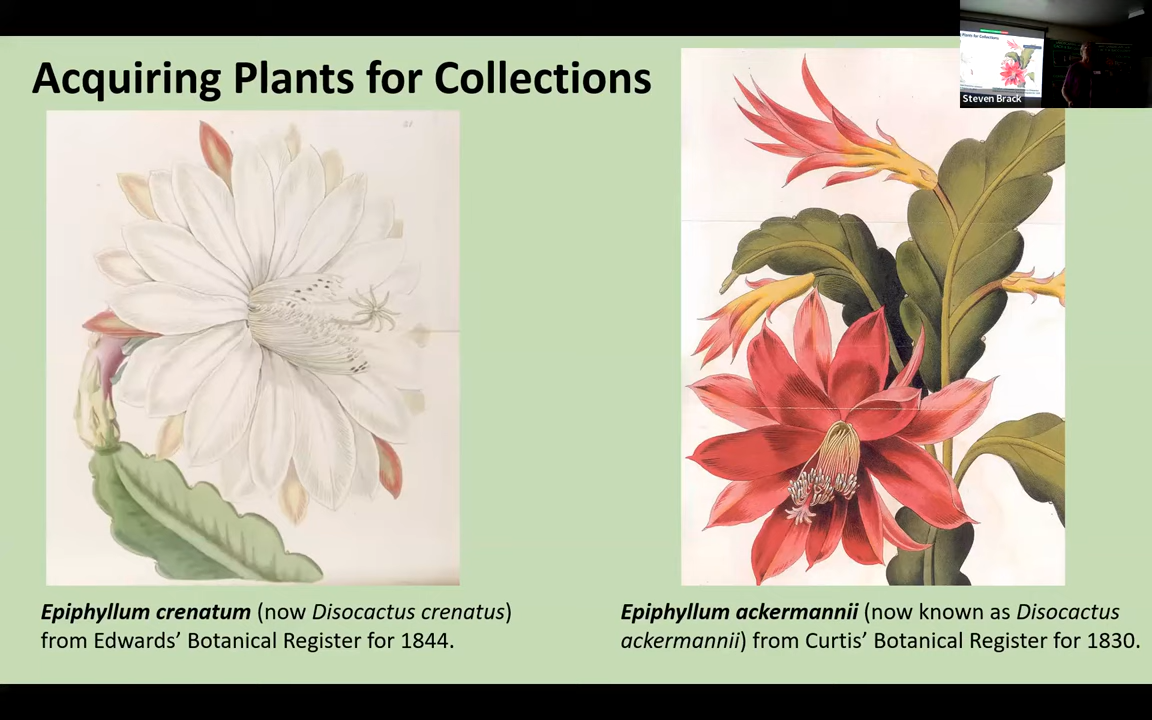 Acquiring Plants for Collections
Steven Brack
Epiphyllum crenatum (now Disocactus crenatus)
from Edwards’ Botanical Register for 1844.
Epiphyllum ackermannii (now known as Disocactus
ackermannii) from Curtis’ Botanical Register for 1830.